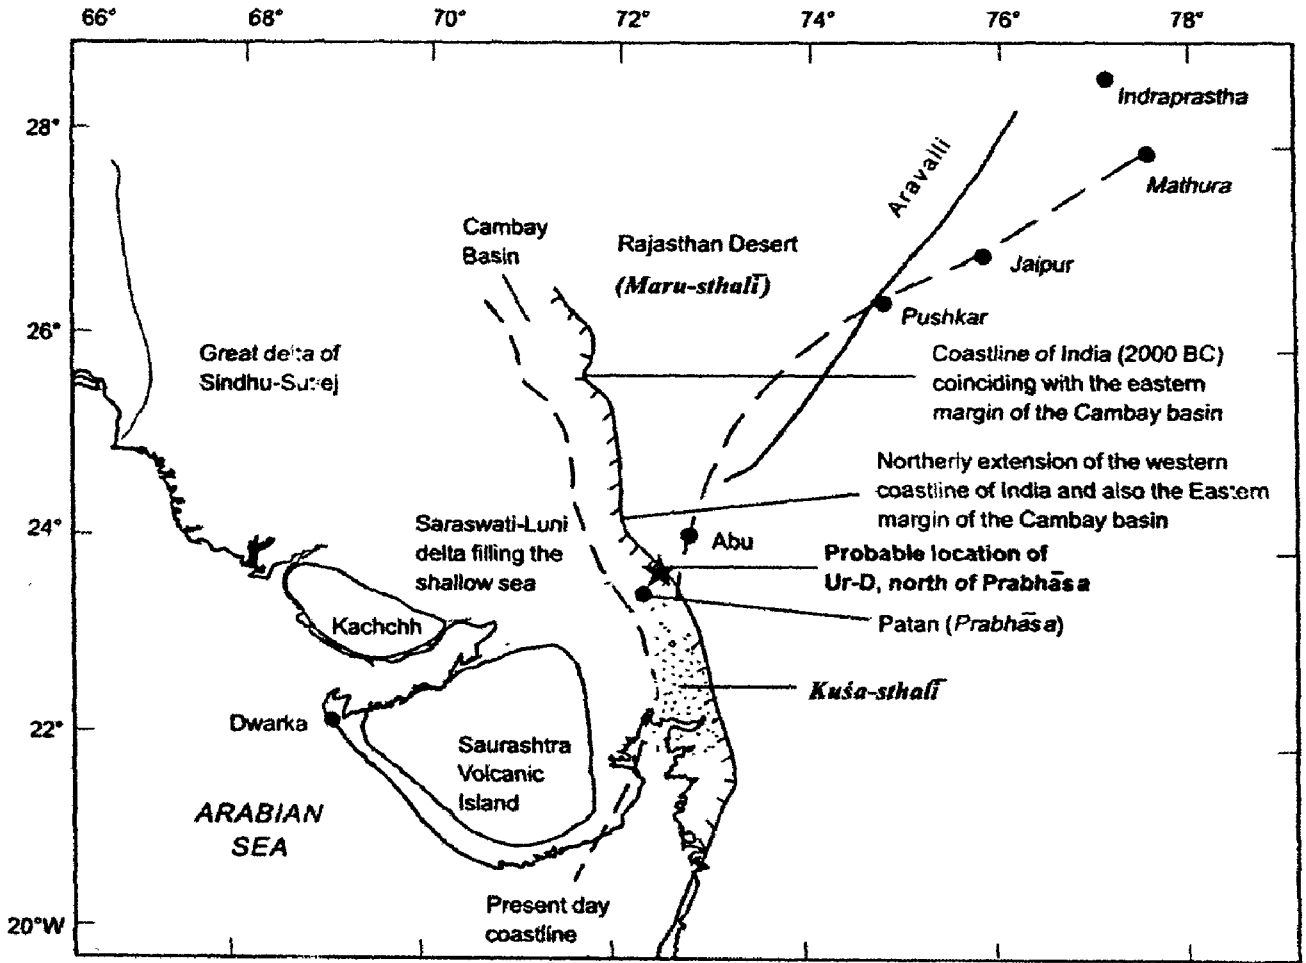 66° 68° 70° 72° 74° 76° 78°
Indraprastha
28°
Aravalli
Mathura
Cambay
Basin
Rajasthan Desert
(Maru-sthalī)
Jaipur
Pushkar
26°
Great delta of
Sindhu-Sutlej
Coastline of India (2000 BC)
coinciding with the eastern
margin of the Cambay basin
Northerly extension of the western
coastline of India and also the Eastern
margin of the Cambay basin
24°
Saraswati-Luni
delta filling the
shallow sea
Abu
Probable location of
Ur-D, north of Prabhāsa
Patan (Prabhāsa)
Kachchh
Kuśa-sthalī
22°
Dwarka
Saurashtra
Volcanic
Island
ARABIAN
SEA
Present day
coastline
20°W